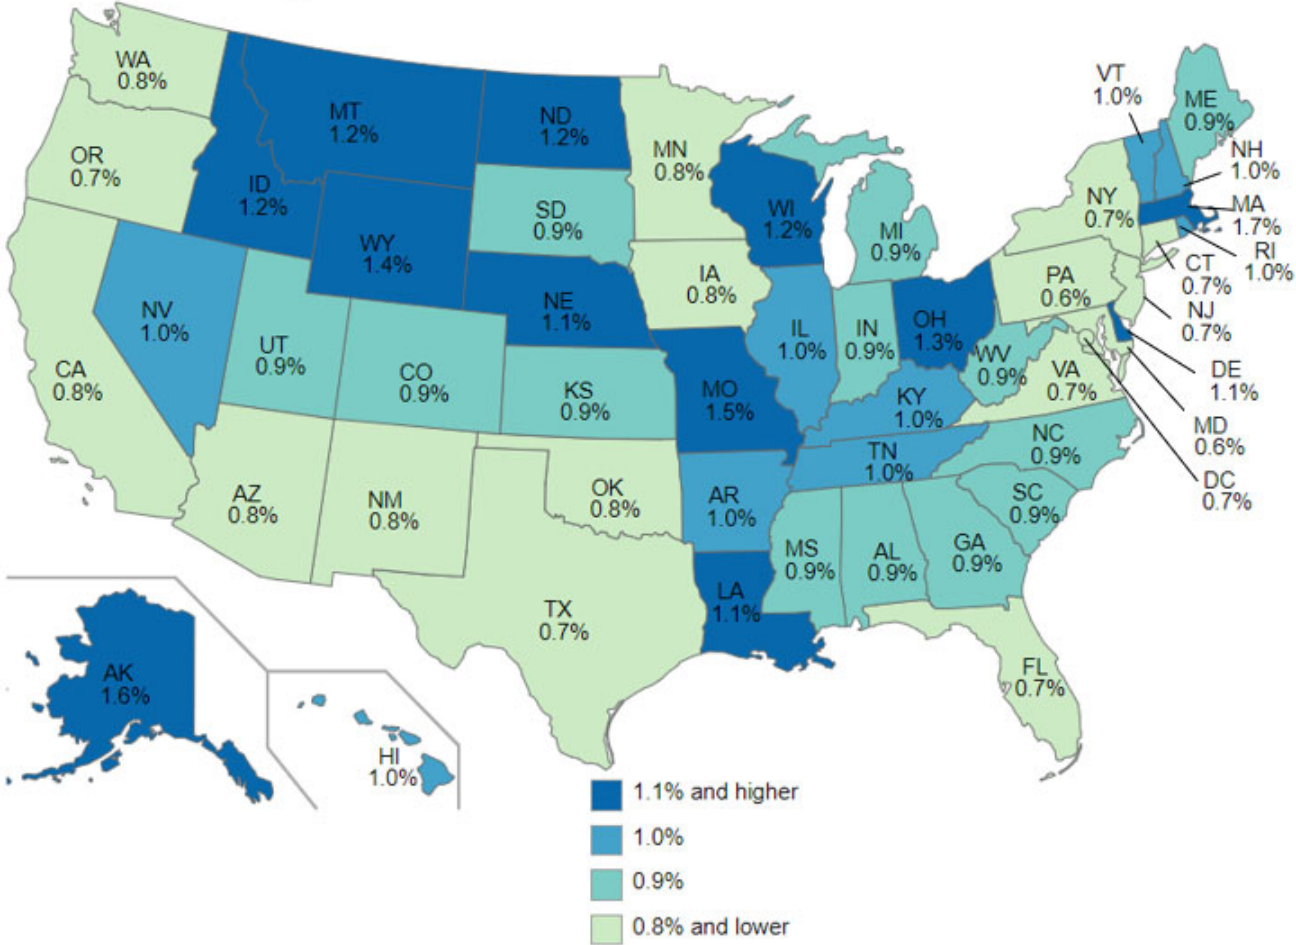 WA
0.8%
MT
1.2%
ND
1.2%
MN
0.8%
VT
1.0%
ME
0.9%
OR
0.7%
ID
1.2%
SD
0.9%
WI
1.2%
MI
0.9%
NY
0.7%
NH
1.0%
MA
1.7%
RI
1.0%
CT
0.7%
NJ
0.7%
WY
1.4%
IA
0.8%
PA
0.6%
NE
1.1%
NV
1.0%
UT
0.9%
CO
0.9%
IL
1.0%
IN
0.9%
OH
1.3%
WV
0.9%
VA
0.7%
DE
1.1%
MD
0.6%
DC
0.7%
CA
0.8%
KS
0.9%
MO
1.5%
KY
1.0%
NC
0.9%
TN
1.0%
AZ
0.8%
NM
0.8%
OK
0.8%
AR
1.0%
SC
0.9%
MS
0.9%
AL
0.9%
GA
0.9%
TX
0.7%
LA
1.1%
FL
0.7%
AK
1.6%
HI
1.0%
1.1% and higher
1.0%
0.9%
0.8% and lower